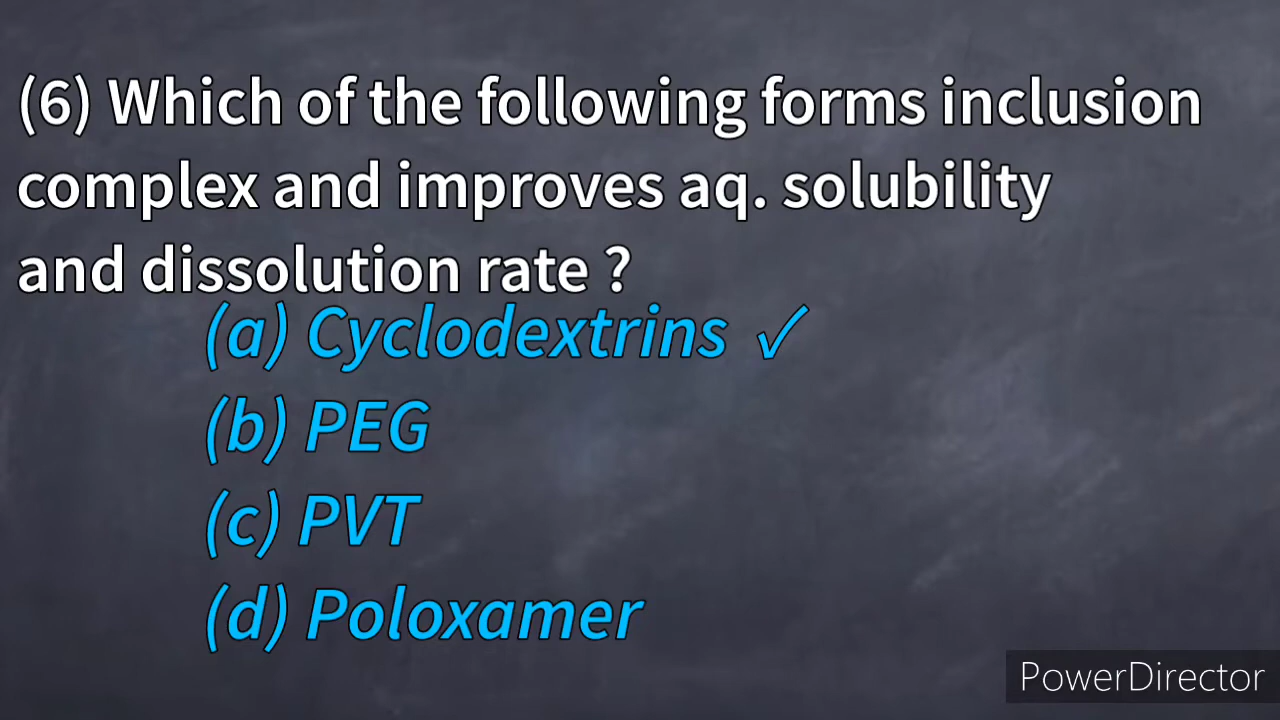 (6) Which of the following forms inclusion
complex and improves aq. solubility
and dissolution rate ?
(a) Cyclodextrins ✓
(b) PEG
(c) PVT
(d) Poloxamer
PowerDirector